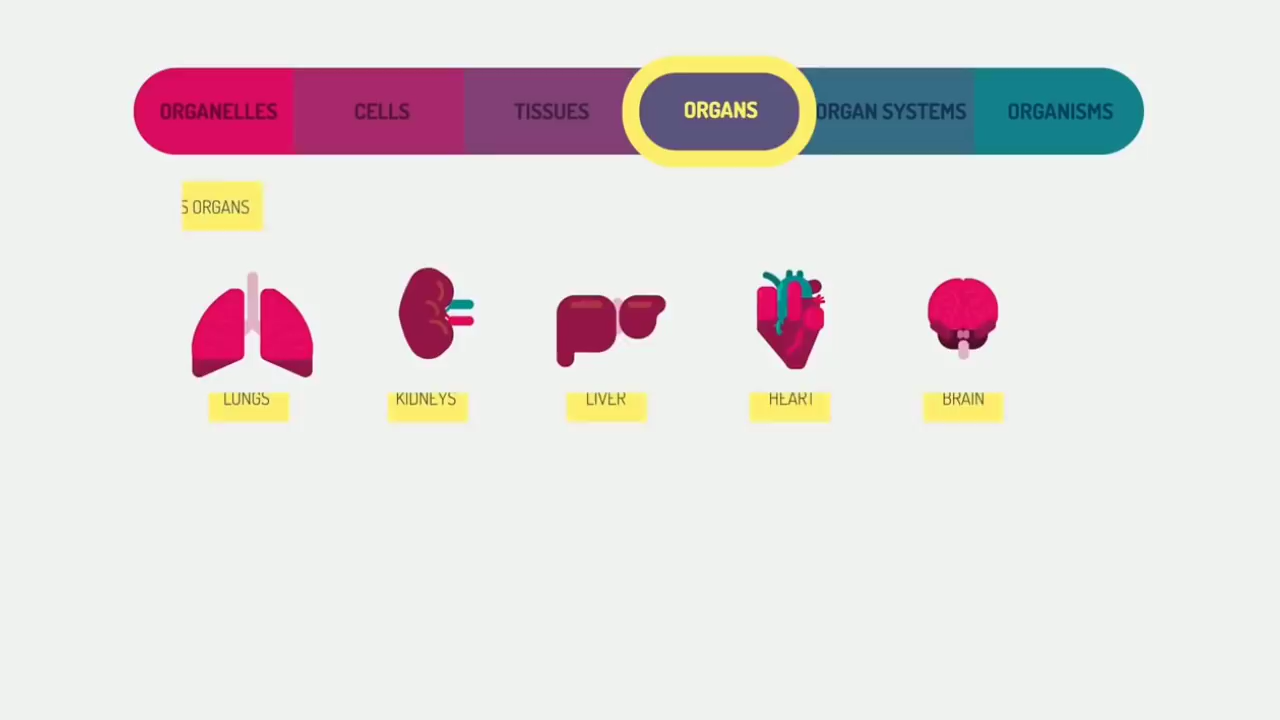 ORGANELLES CELLS TISSUES ORGANS ORGAN SYSTEMS ORGANISMS
S ORGANS
LUNGS KIDNEYS LIVER HEART BRAIN